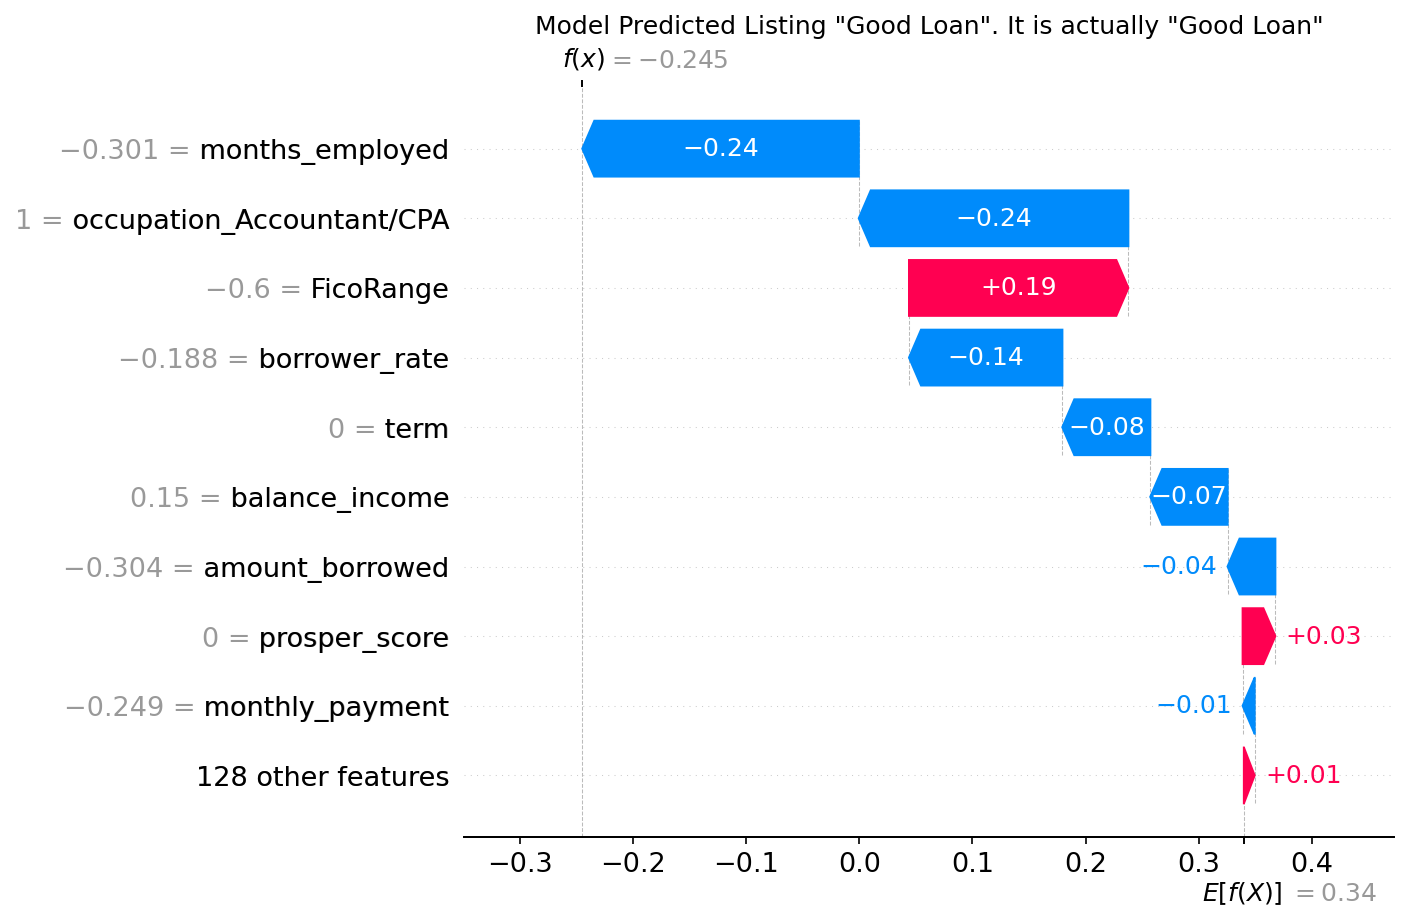 Model Predicted Listing "Good Loan". It is actually "Good Loan"
f(x) = −0.245
−0.301 = months_employed −0.24
1 = occupation_Accountant/CPA −0.24
−0.6 = FicoRange +0.19
−0.188 = borrower_rate −0.14
0 = term −0.08
0.15 = balance_income −0.07
−0.304 = amount_borrowed −0.04
0 = prosper_score +0.03
−0.249 = monthly_payment −0.01
128 other features +0.01
−0.3 −0.2 −0.1 0.0 0.1 0.2 0.3 0.4
E[f(X)] = 0.34